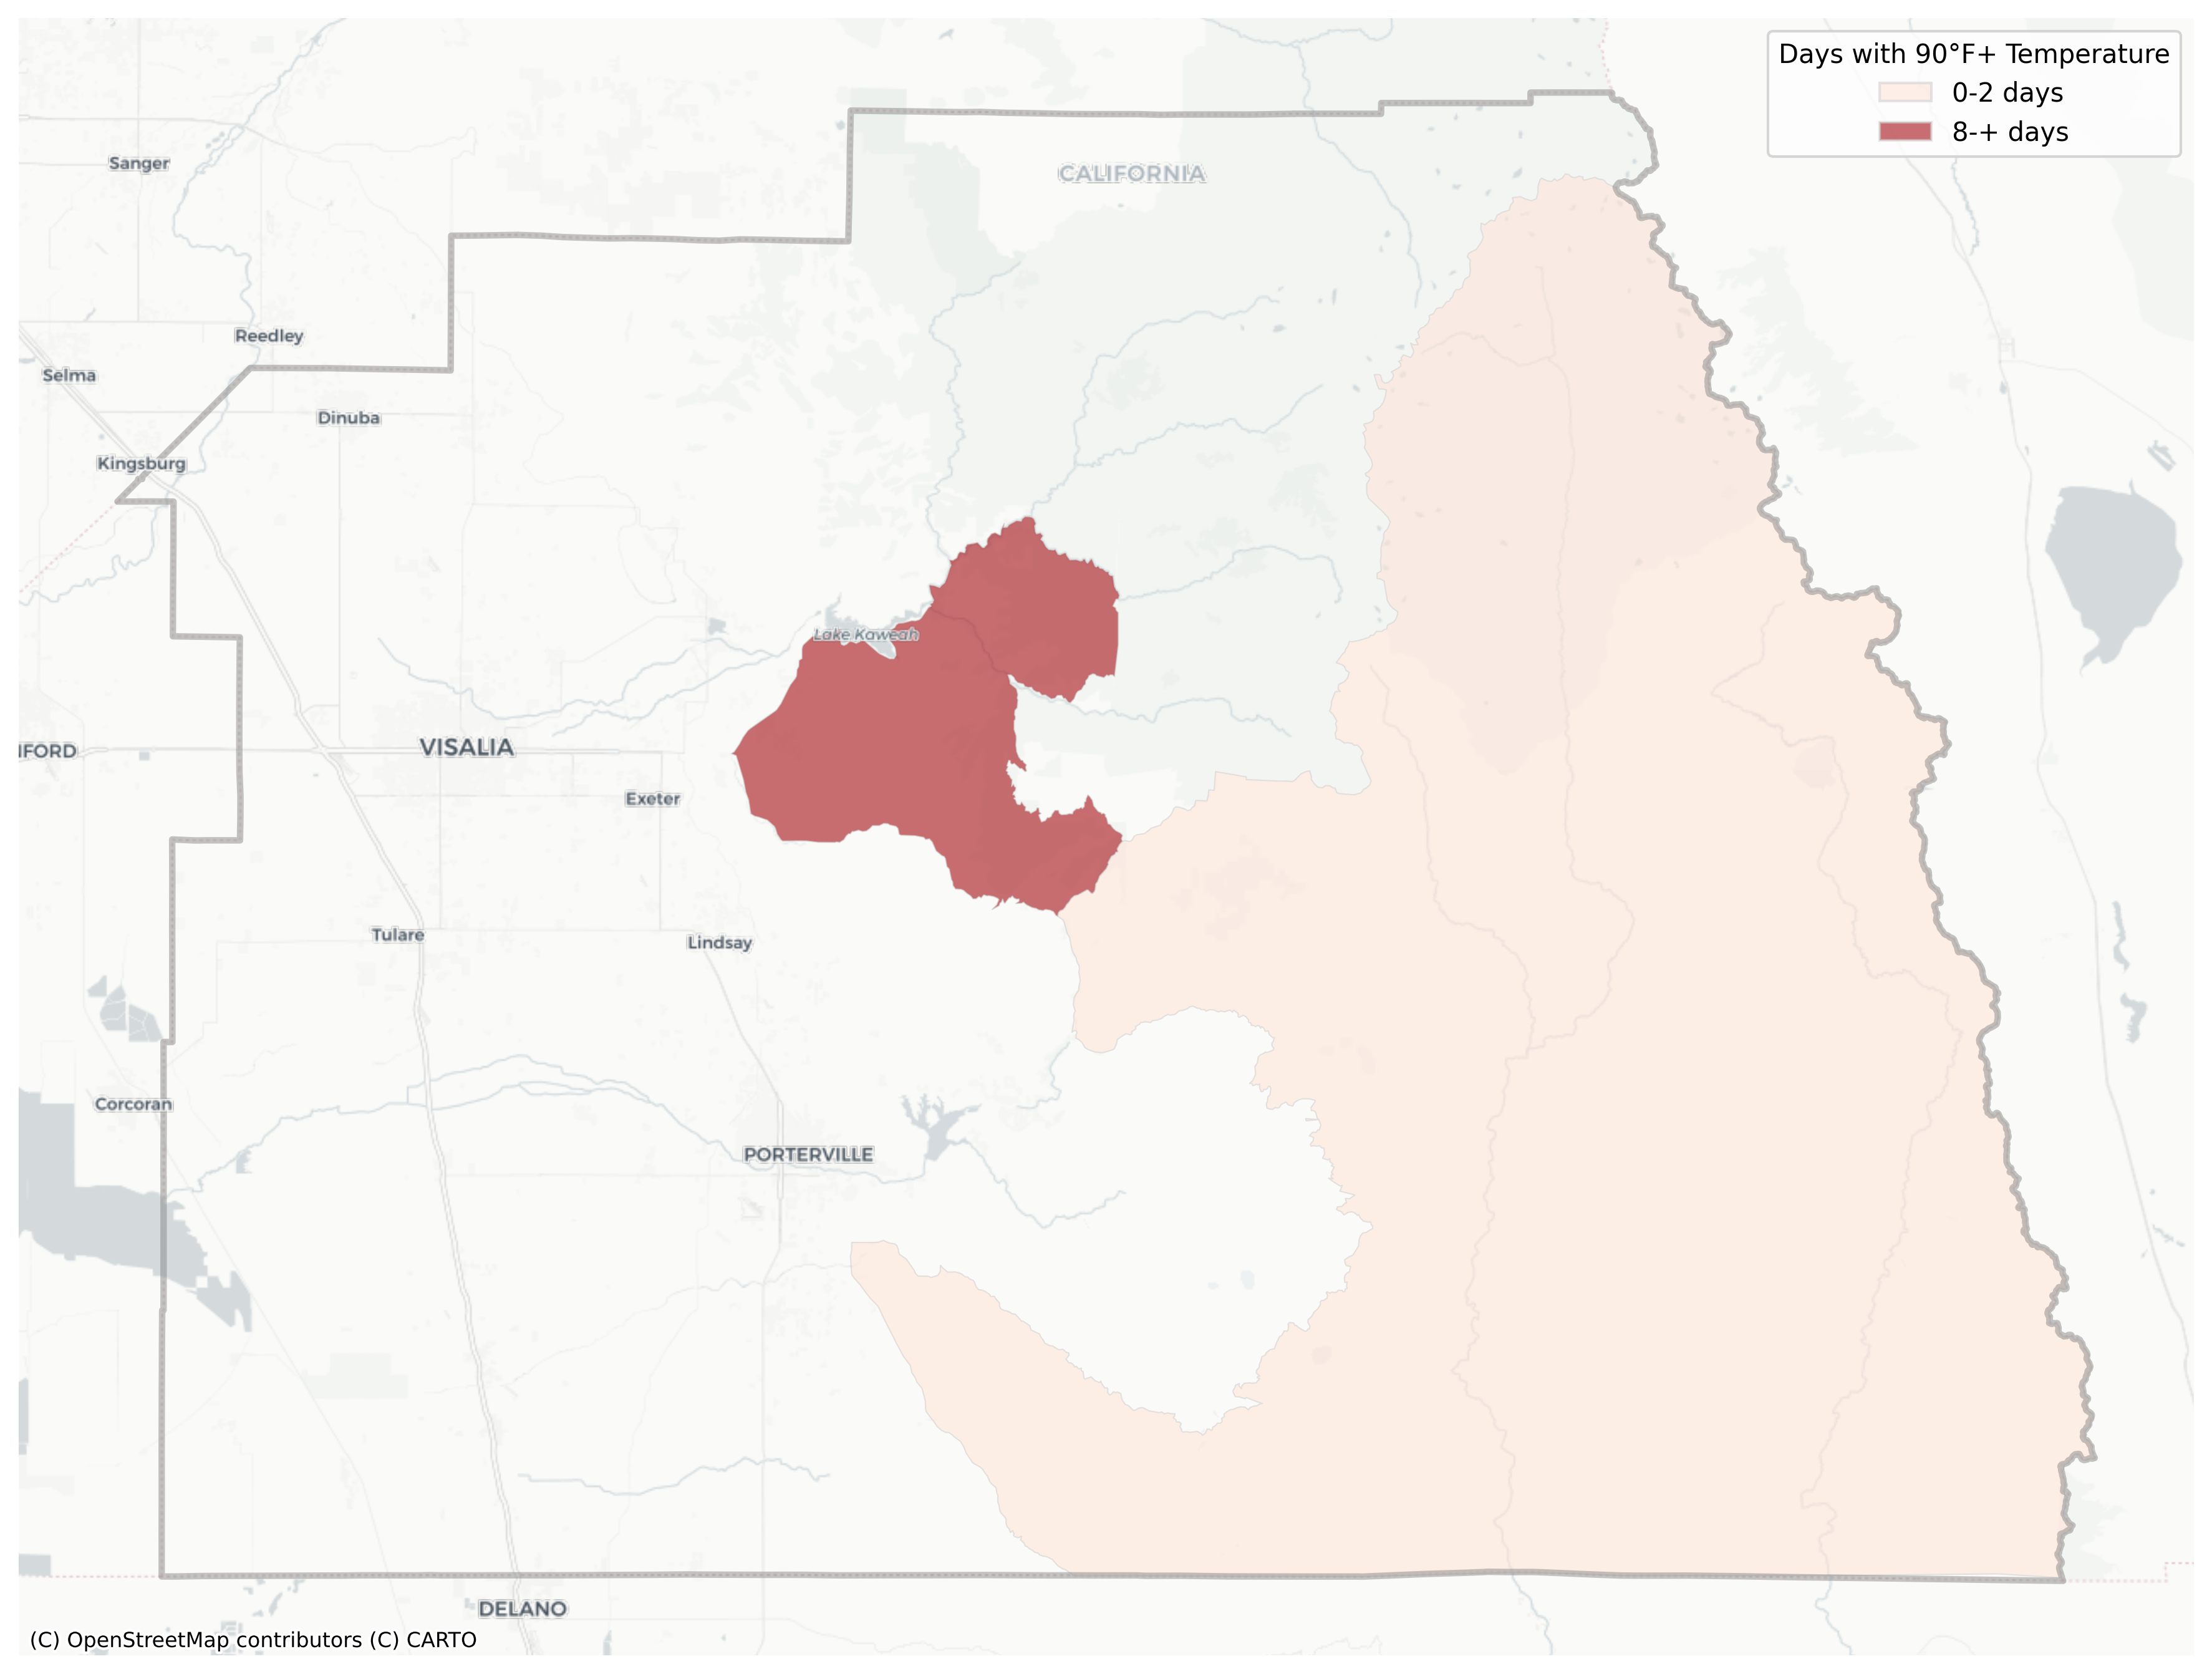 Days with 90°F+ Temperature
0-2 days
8-+ days
Sanger
CALIFORNIA
Reedley
Selma
Dinuba
Kingsburg
Lake Kaweah
VISALIA
IFORD
Exeter
Tulare
Lindsay
Corcoran
PORTERVILLE
DELANO
(C) OpenStreetMap contributors (C) CARTO